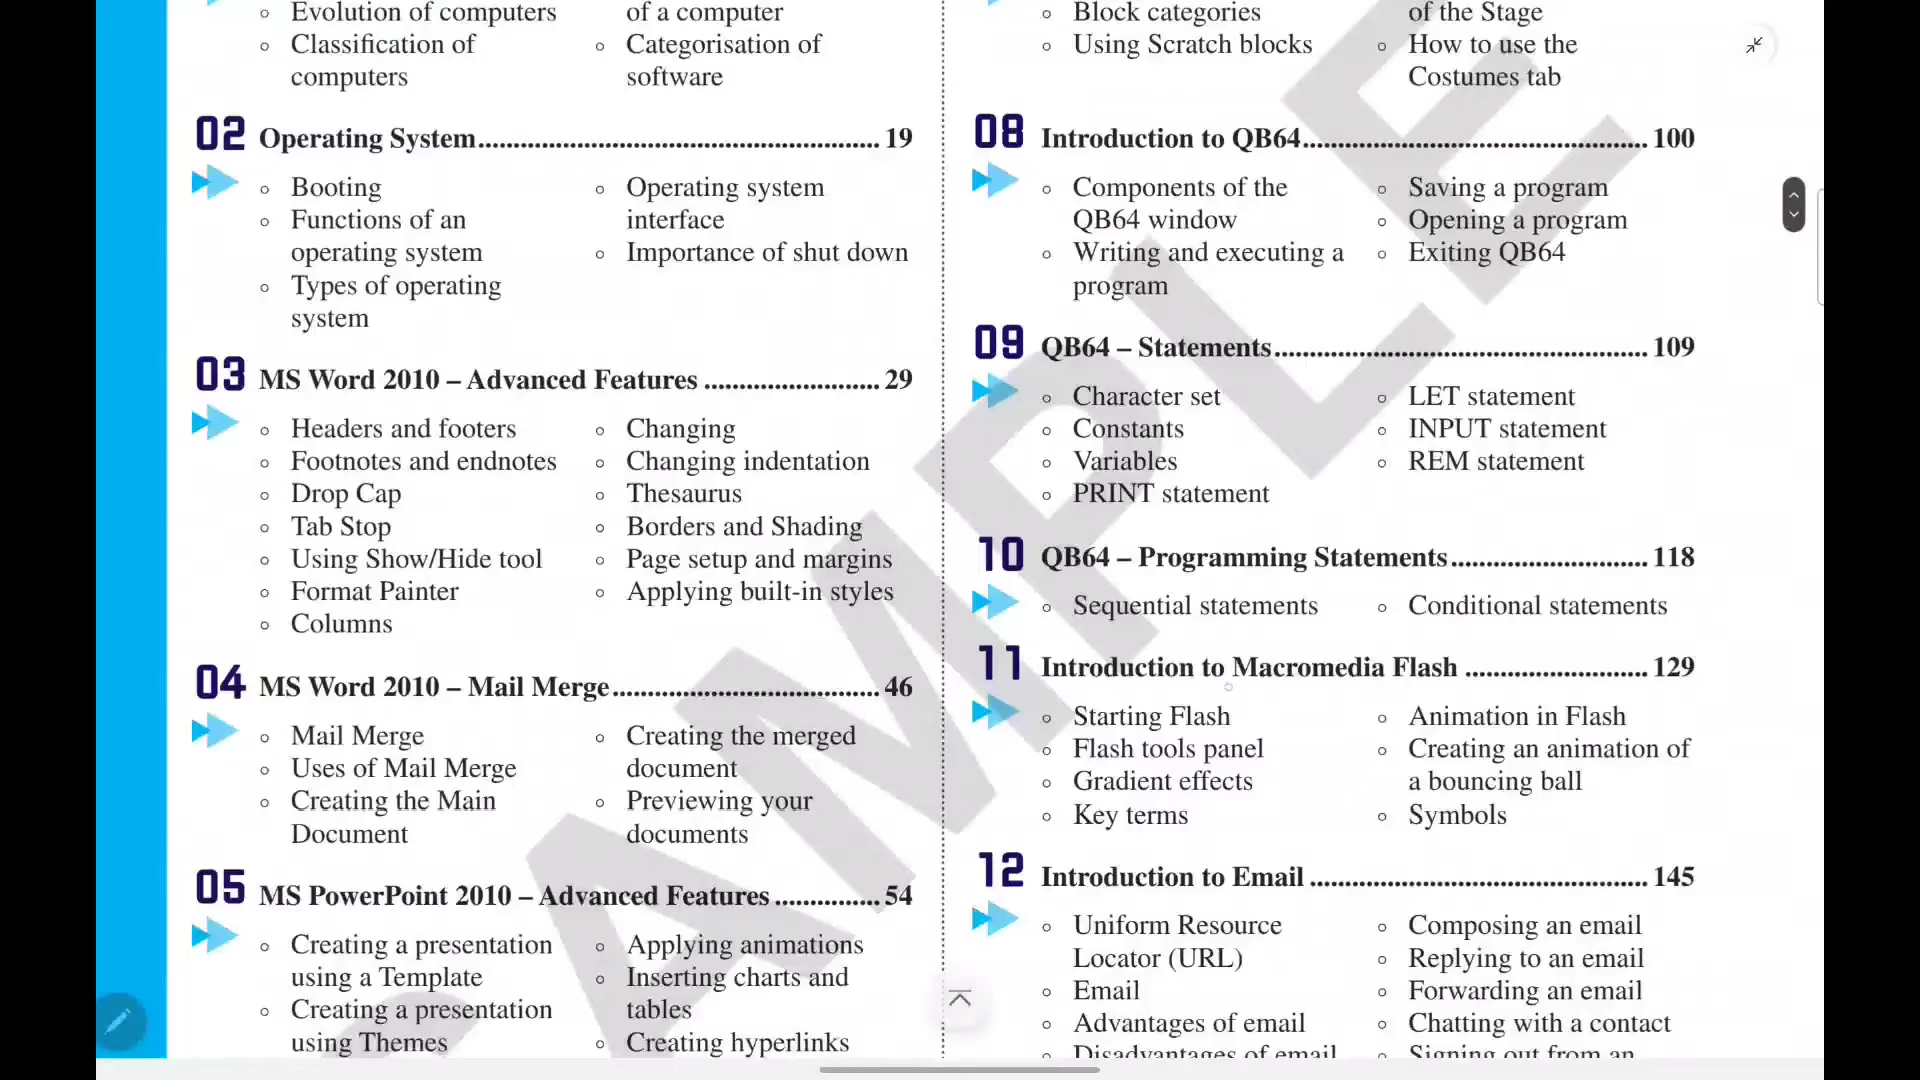 Evolution of computers
Classification of
computers
of a computer
Categorisation of
software
02 Operating System 19
Booting
Functions of an
operating system
Types of operating
system
Operating system
interface
Importance of shut down
03 MS Word 2010 – Advanced Features 29
Headers and footers
Footnotes and endnotes
Drop Cap
Tab Stop
Using Show/Hide tool
Format Painter
Columns
Changing
Changing indentation
Thesaurus
Borders and Shading
Page setup and margins
Applying built-in styles
04 MS Word 2010 – Mail Merge 46
Mail Merge
Uses of Mail Merge
Creating the Main
Document
Creating the merged
document
Previewing your
documents
05 MS PowerPoint 2010 – Advanced Features 54
Creating a presentation
using a Template
Creating a presentation
using Themes
Applying animations
Inserting charts and
tables
Creating hyperlinks
Block categories
Using Scratch blocks
of the Stage
How to use the
Costumes tab
08 Introduction to QB64 100
Components of the
QB64 window
Writing and executing a
program
Saving a program
Opening a program
Exiting QB64
09 QB64 – Statements 109
Character set
Constants
Variables
PRINT statement
LET statement
INPUT statement
REM statement
10 QB64 – Programming Statements 118
Sequential statements
Conditional statements
11 Introduction to Macromedia Flash 129
Starting Flash
Flash tools panel
Gradient effects
Key terms
Animation in Flash
Creating an animation of
a bouncing ball
Symbols
12 Introduction to Email 145
Uniform Resource
Locator (URL)
Email
Advantages of email
Disadvantages of email
Composing an email
Replying to an email
Forwarding an email
Chatting with a contact
Signing out from an
SAMPLE